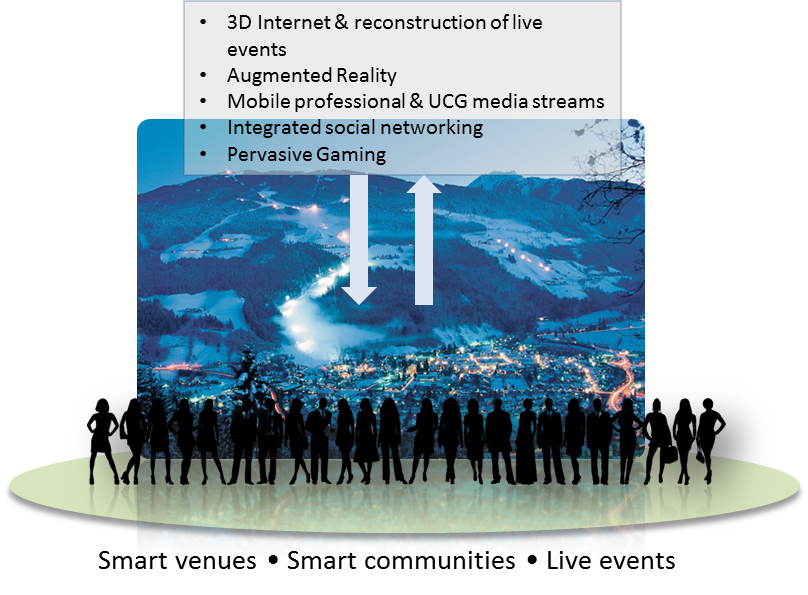 • 3D Internet & reconstruction of live
events
• Augmented Reality
• Mobile professional & UCG media streams
• Integrated social networking
• Pervasive Gaming
Smart venues • Smart communities • Live events